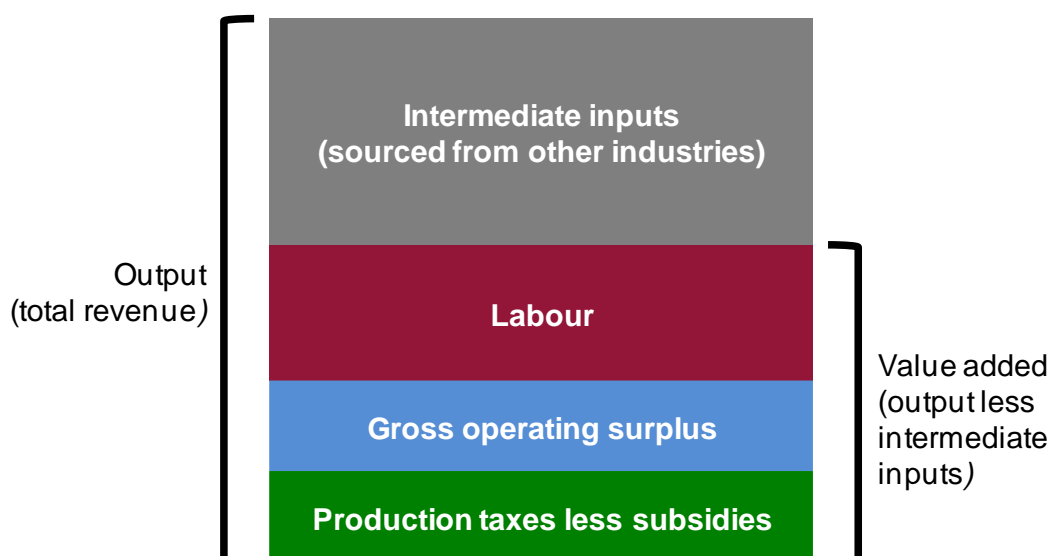 Intermediate inputs
(sourced from other industries)
Output
(total revenue)
Labour
Value added
(output less
intermediate
inputs)
Gross operating surplus
Production taxes less subsidies